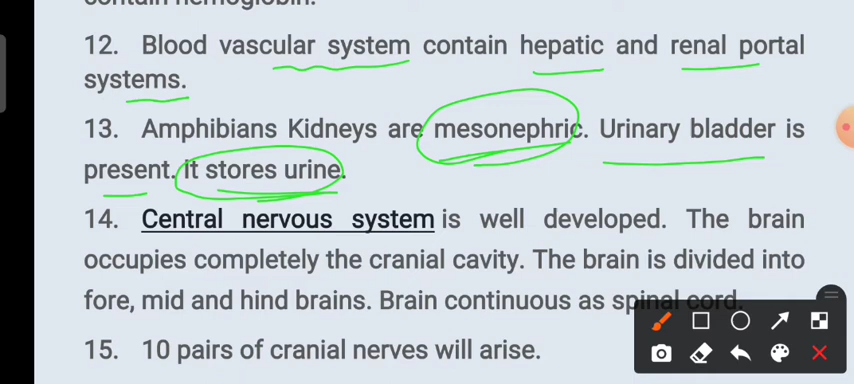 contain hemoglobin.
12. Blood vascular system contain hepatic and renal portal
systems.
13. Amphibians Kidneys are mesonephric. Urinary bladder is
present. It stores urine.
14. Central nervous system is well developed. The brain
occupies completely the cranial cavity. The brain is divided into
fore, mid and hind brains. Brain continuous as spinal cord.
15. 10 pairs of cranial nerves will arise.